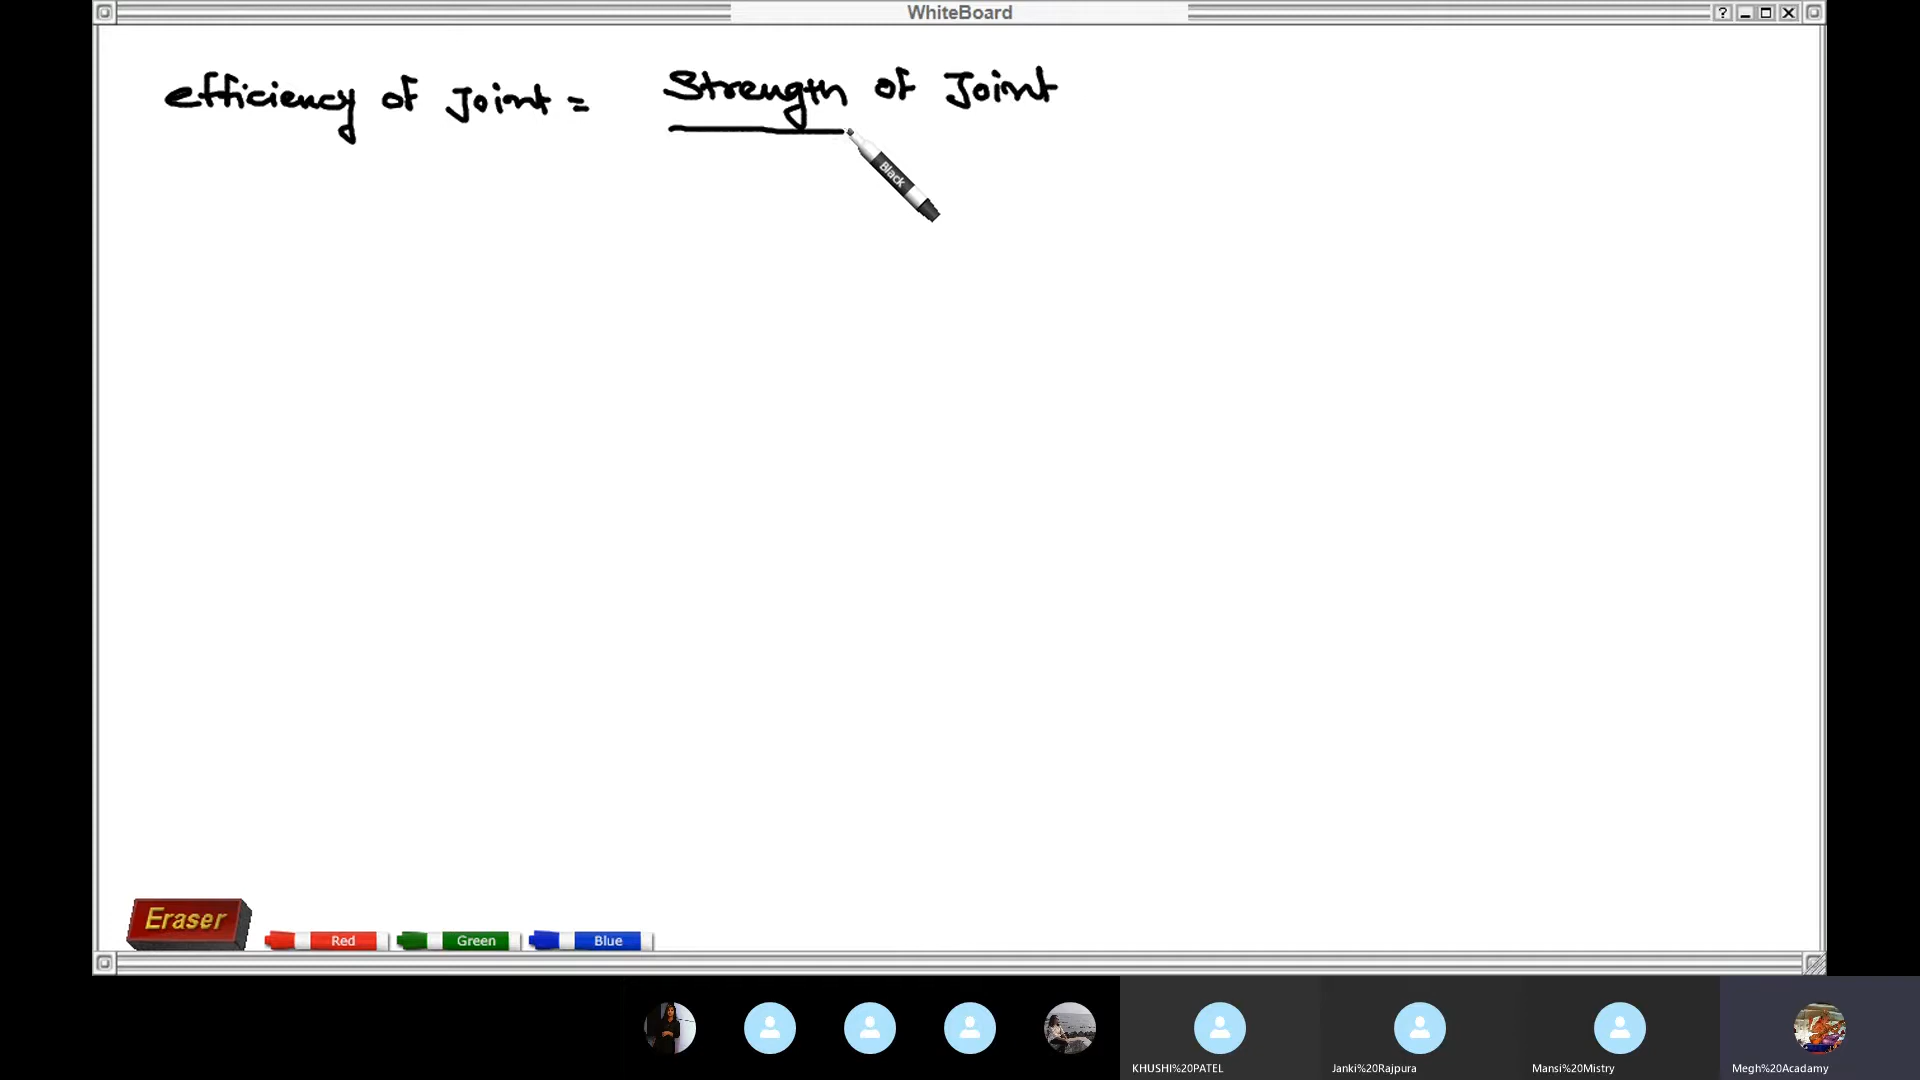 WhiteBoard
efficiency of Joint = Strength of Joint
Black
Eraser
Red
Green
Blue
KHUSHI%20PATEL
Janki%20Rajpura
Mansi%20Mistry
Megh%20Acadamy